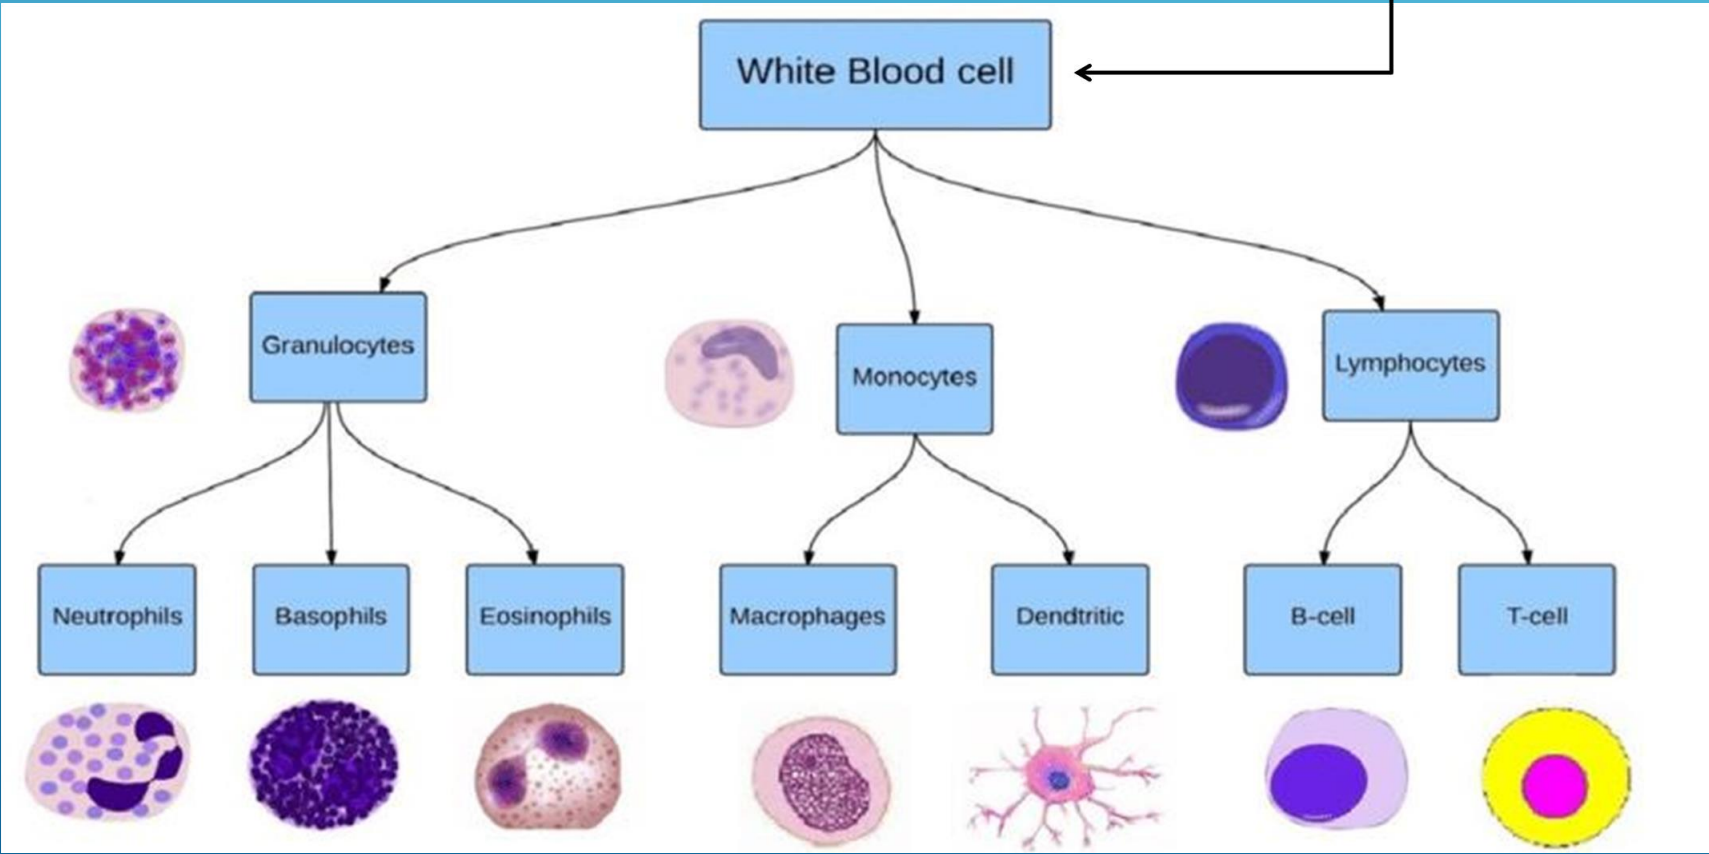 White Blood cell
Granulocytes
Monocytes
Lymphocytes
Neutrophils
Basophils
Eosinophils
Macrophages
Dendtritic
B-cell
T-cell